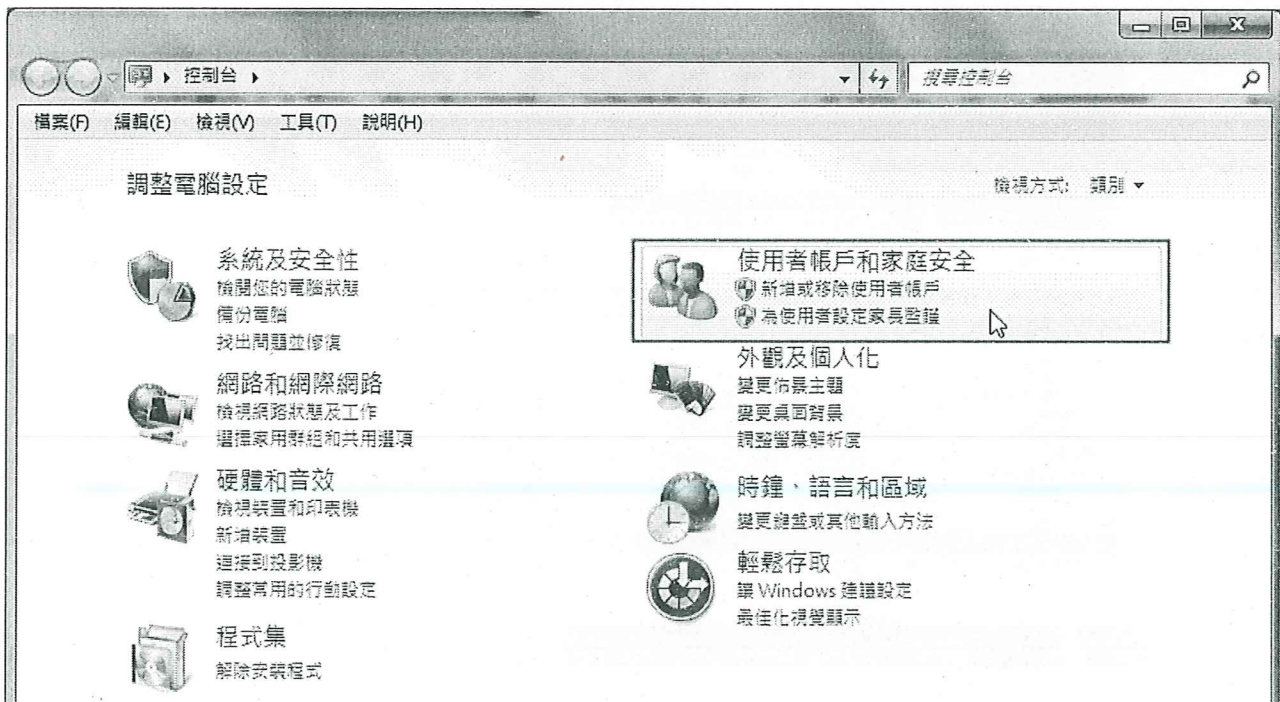 控制台
搜尋控制台
檔案(F) 編輯(E) 檢視(V) 工具(T) 說明(H)
調整電腦設定
檢視方式: 類別
系統及安全性
檢閱您的電腦狀態
備份電腦
找出問題並修復
網路和網際網路
檢視網路狀態及工作
選擇家用群組和共用選項
硬體和音效
檢視裝置和印表機
新增裝置
連接到投影機
調整常用的行動設定
程式集
解除安裝程式
使用者帳戶和家庭安全
新增或移除使用者帳戶
為使用者設定家長監護
外觀及個人化
變更佈景主題
變更桌面背景
調整螢幕解析度
時鐘、語言和區域
變更鍵盤或其他輸入方法
輕鬆存取
讓 Windows 建議設定
最佳化視覺顯示